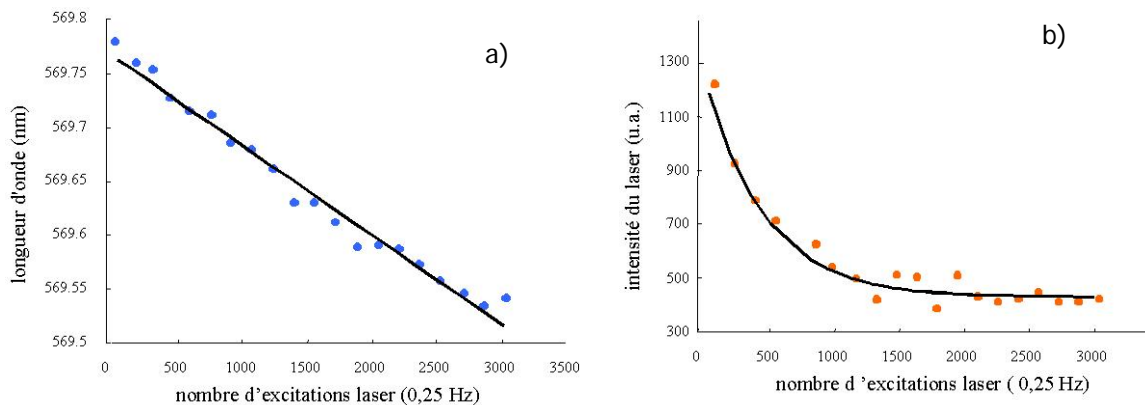 a)
longueur d'onde (nm)
569.8
569.75
569.7
569.65
569.6
569.55
569.5
0 500 1000 1500 2000 2500 3000 3500
nombre d'excitations laser (0,25 Hz)
b)
intensité du laser (u.a.)
1300
1100
900
700
500
300
0 500 1000 1500 2000 2500 3000
nombre d 'excitations laser ( 0,25 Hz)